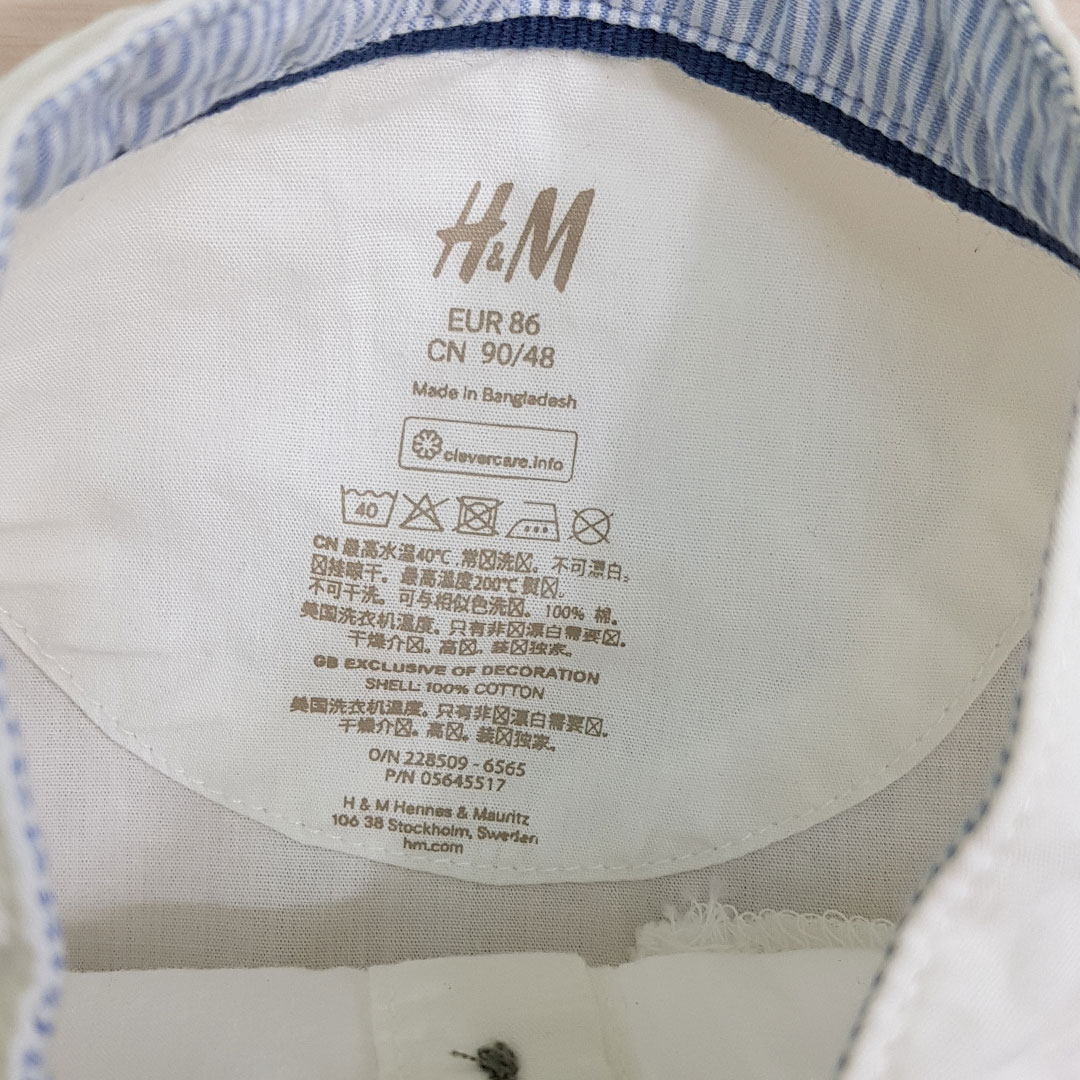 H&M
EUR 86
CN 90/48
Made in Bangladesh
clevercare.info
40
CN 最高水温40℃ 常☒洗☒。不可漂白。
☒挂晾干。最高温度200℃ 熨☒。
不可干洗。可与相似色洗☒。100% 棉。
美国洗衣机温度。只有非☒漂白需要☒。
干燥介☒。高☒。装☒独家。
GB EXCLUSIVE OF DECORATION
SHELL: 100% COTTON
美国洗衣机温度。只有非☒漂白需要☒。
干燥介☒。高☒。装☒独家。
O/N 228509 - 6565
P/N 05645517
H & M Hennes & Mauritz
106 38 Stockholm, Sweden
hm.com